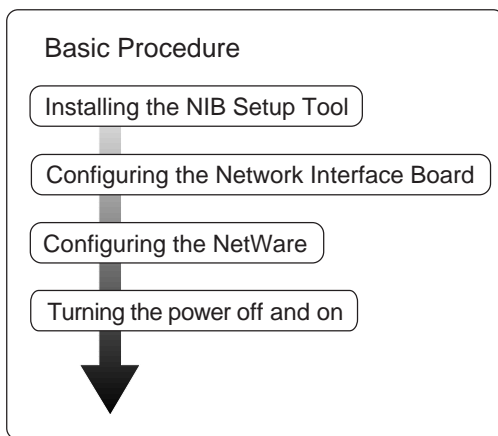 Basic Procedure
Installing the NIB Setup Tool
Configuring the Network Interface Board
Configuring the NetWare
Turning the power off and on